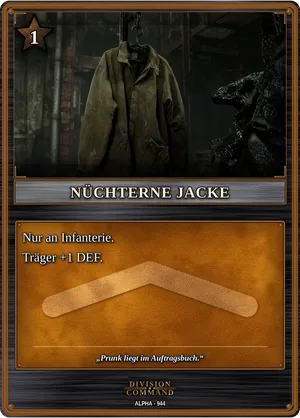 1
NÜCHTERNE JACKE
Nur an Infanterie.
Träger +1 DEF.
„Prunk liegt im Auftragsbuch.“
DIVISION
COMMAND
ALPHA - 944